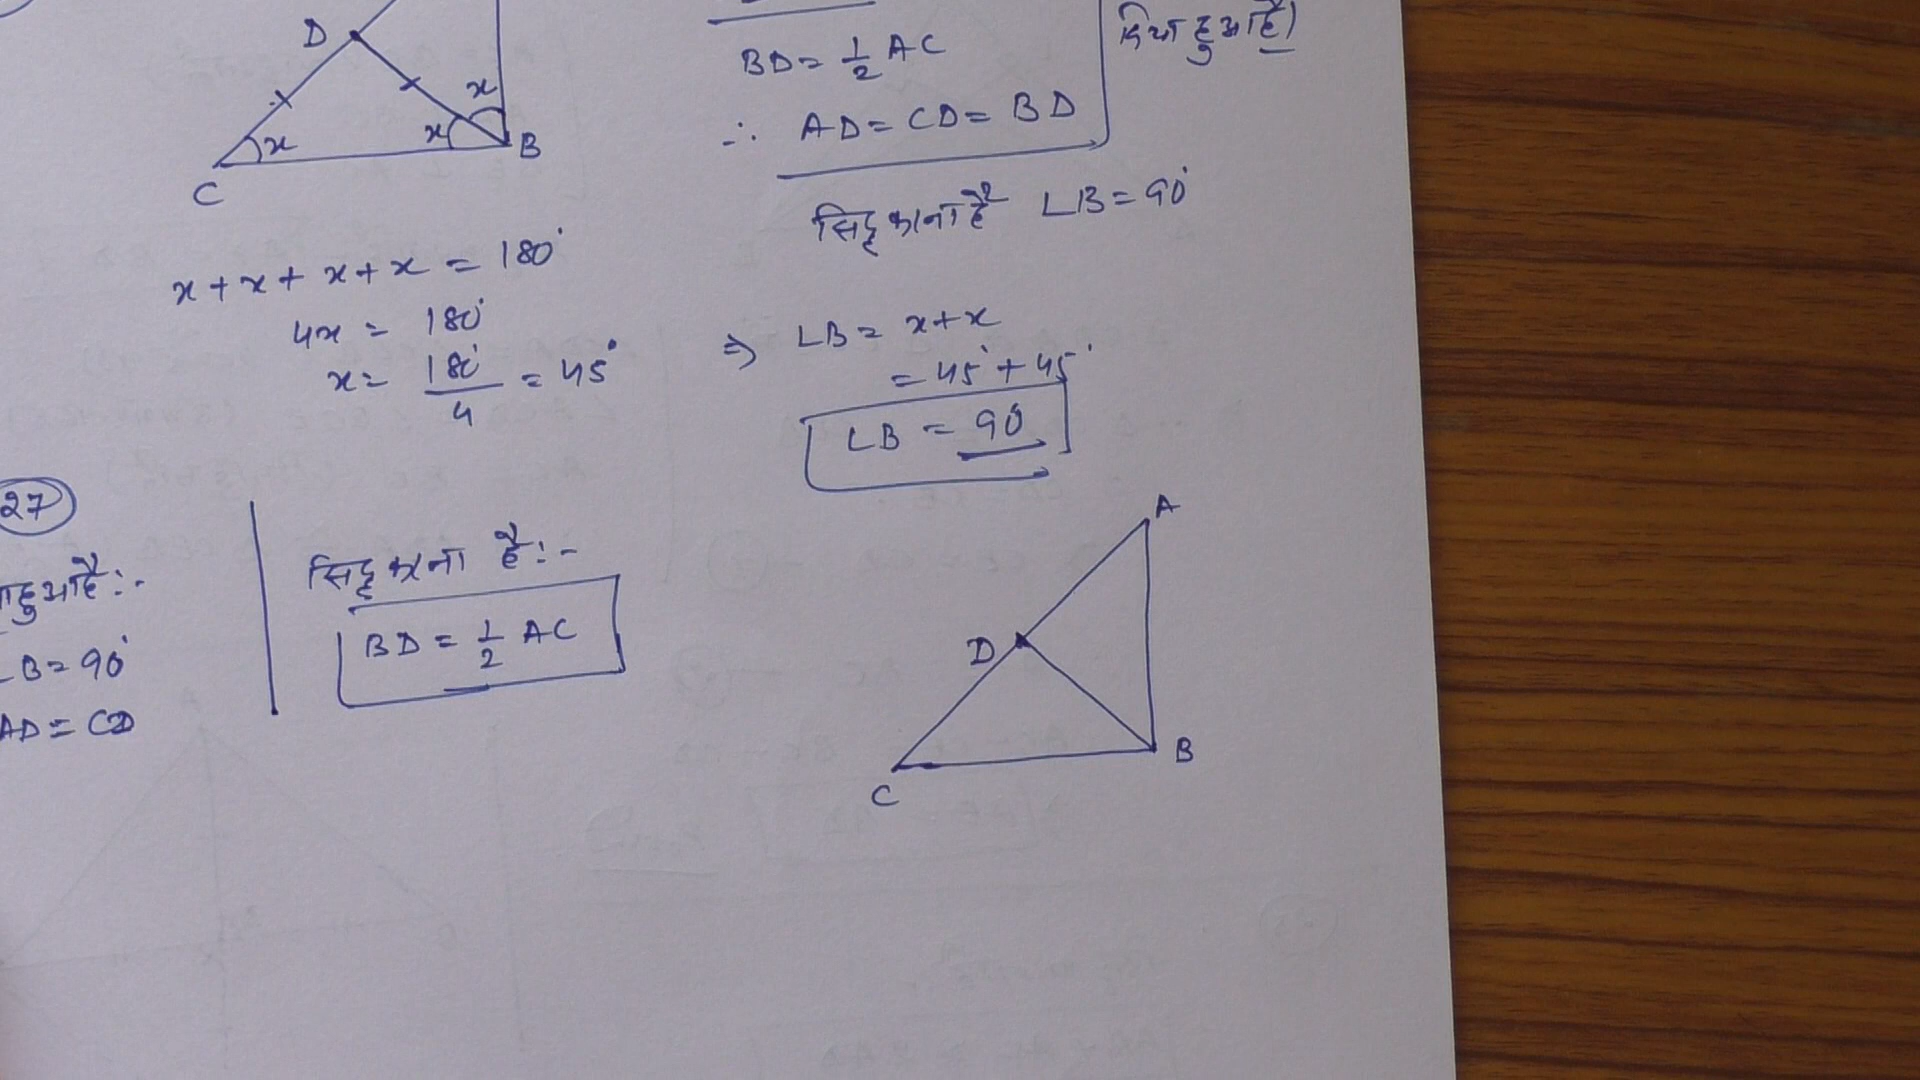 D
x
x
x
B
C
BD = 1/2 AC
∴ AD = CD = BD
दिया हुआ है)
सिद्ध करना है ∠B = 90°
x + x + x + x = 180°
4x = 180°
x = 180°/4 = 45°
⇒ ∠B = x + x
= 45° + 45°
∠B = 90°
27
हुआ है :-
∠B = 90°
AD = CD
सिद्ध करना है :-
BD = 1/2 AC
A
D
B
C